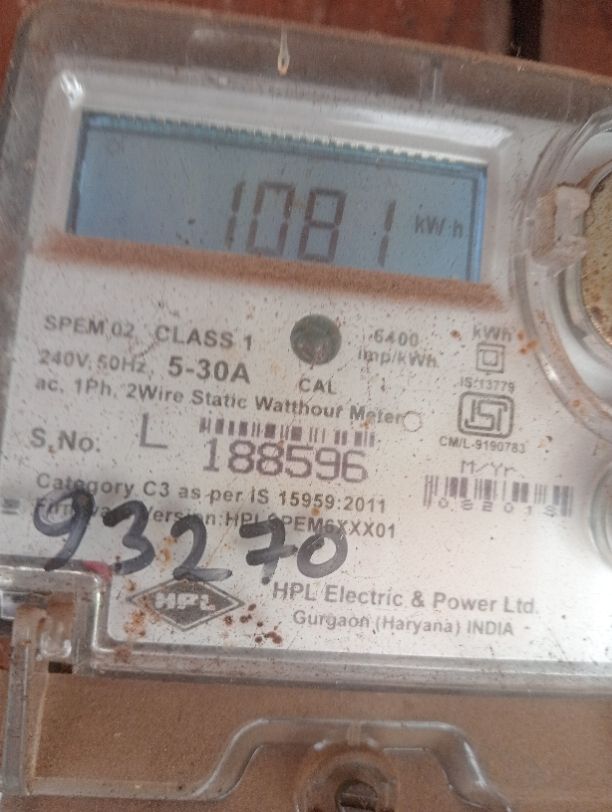 1081 kWh
SPEM 02 CLASS 1
6400 imp/kWh
kWh
240V, 50Hz, 5-30A
CAL
IS:13779
ac, 1Ph, 2Wire Static Watthour Meter
ISI
CM/L-9190783
S.No. L 188596
M/Yr.
Category C3 as per IS 15959:2011
93270
HPL
HPL Electric & Power Ltd.
Gurgaon (Haryana) INDIA